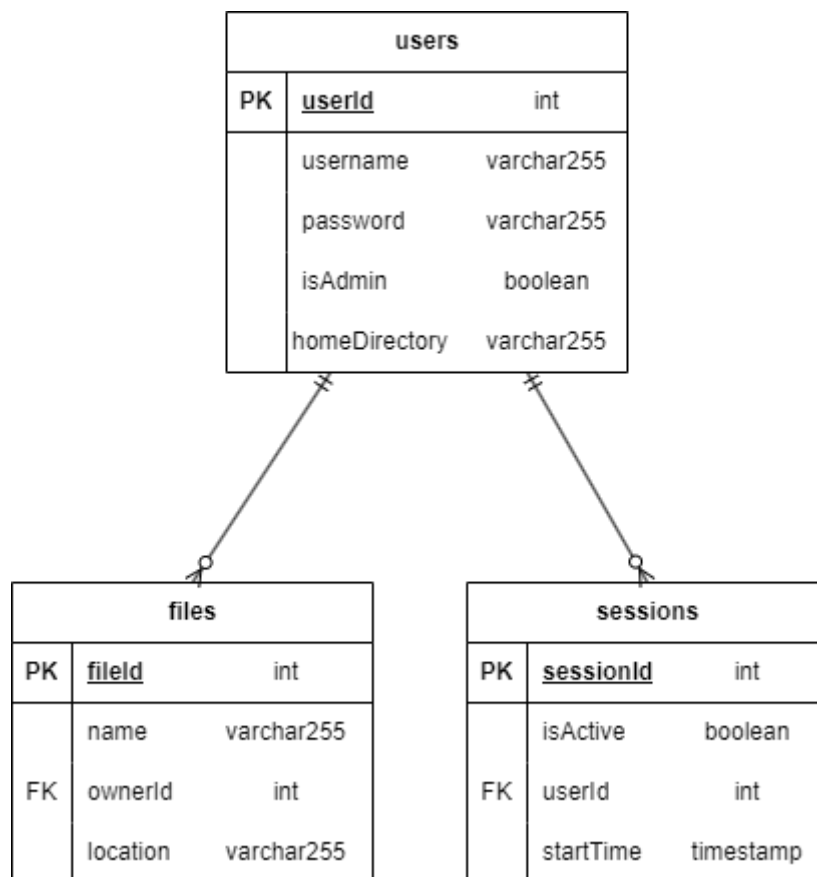 users
PK userId int
username varchar255
password varchar255
isAdmin boolean
homeDirectory varchar255
files
PK fileId int
name varchar255
FK ownerId int
location varchar255
sessions
PK sessionId int
isActive boolean
FK userId int
startTime timestamp